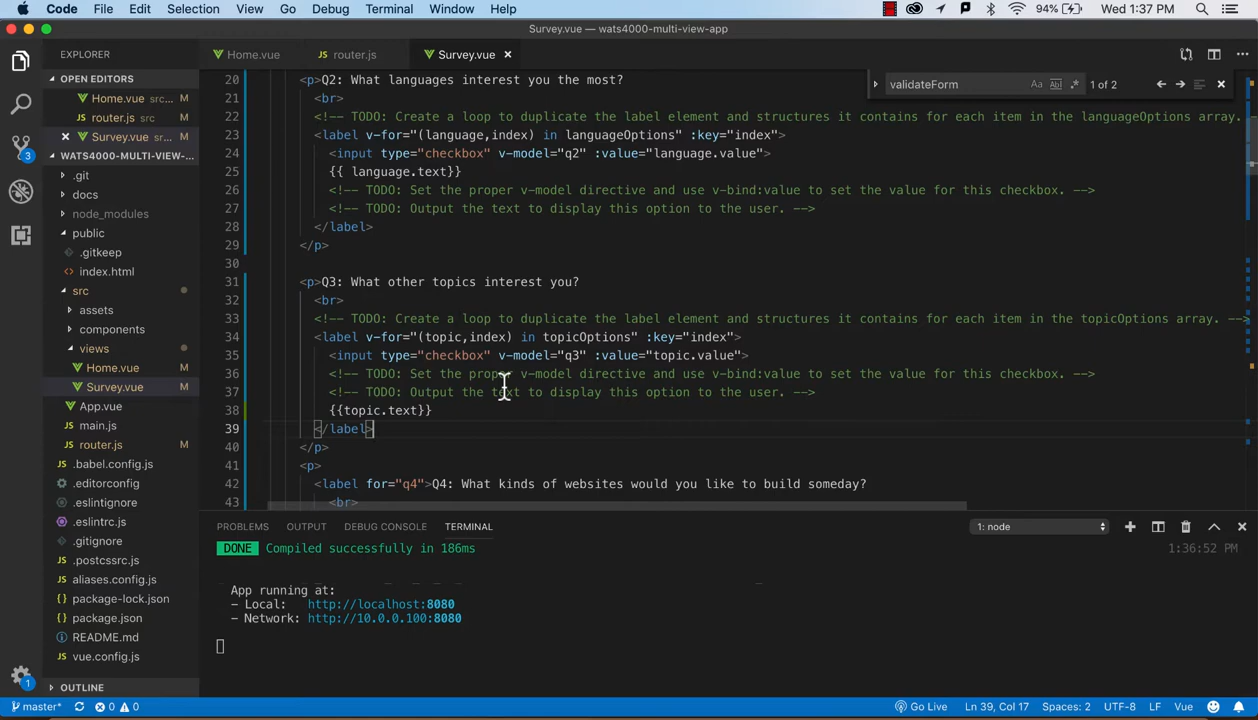 Code File Edit Selection View Go Debug Terminal Window Help 94% Wed 1:37 PM
Survey.vue — wats4000-multi-view-app
EXPLORER
Home.vue router.js Survey.vue
OPEN EDITORS
Home.vue src... M
router.js src... M
Survey.vue sr... M
WATS4000-MULTI-VIEW-...
.git
docs
node_modules
public
.gitkeep
index.html
src
assets
components
views
Home.vue M
Survey.vue M
App.vue
main.js
router.js M
.babel.config.js
.editorconfig
.eslintignore
.eslintrc.js
.gitignore
.postcssrc.js
aliases.config.js
package-lock.json
package.json
README.md
vue.config.js
OUTLINE
3
1
validateForm Aa Abl .* 1 of 2
20 <p>Q2: What languages interest you the most?
21 <br>
22 <!-- TODO: Create a loop to duplicate the label element and structures it contains for each item in the languageOptions array.
23 <label v-for="(language,index) in languageOptions" :key="index">
24 <input type="checkbox" v-model="q2" :value="language.value">
25 {{ language.text}}
26 <!-- TODO: Set the proper v-model directive and use v-bind:value to set the value for this checkbox. -->
27 <!-- TODO: Output the text to display this option to the user. -->
28 </label>
29 </p>
30
31 <p>Q3: What other topics interest you?
32 <br>
33 <!-- TODO: Create a loop to duplicate the label element and structures it contains for each item in the topicOptions array. -->
34 <label v-for="(topic,index) in topicOptions" :key="index">
35 <input type="checkbox" v-model="q3" :value="topic.value">
36 <!-- TODO: Set the proper v-model directive and use v-bind:value to set the value for this checkbox. -->
37 <!-- TODO: Output the text to display this option to the user. -->
38 {{topic.text}}
39 </label>
40 </p>
41 <p>
42 <label for="q4">Q4: What kinds of websites would you like to build someday?
43 <br>
PROBLEMS OUTPUT DEBUG CONSOLE TERMINAL 1: node
DONE Compiled successfully in 186ms 1:36:52 PM
App running at:
- Local: http://localhost:8080
- Network: http://10.0.0.100:8080
master* 0 0 Go Live Ln 39, Col 17 Spaces: 2 UTF-8 LF Vue